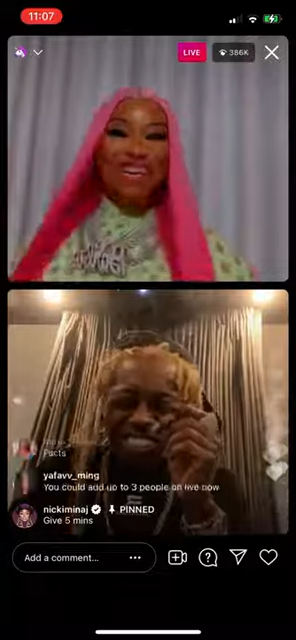 11:07
LIVE
386K
Facts
yafavv_ming
You could add up to 3 people on live now
nickiminaj PINNED
Give 5 mins
Add a comment...